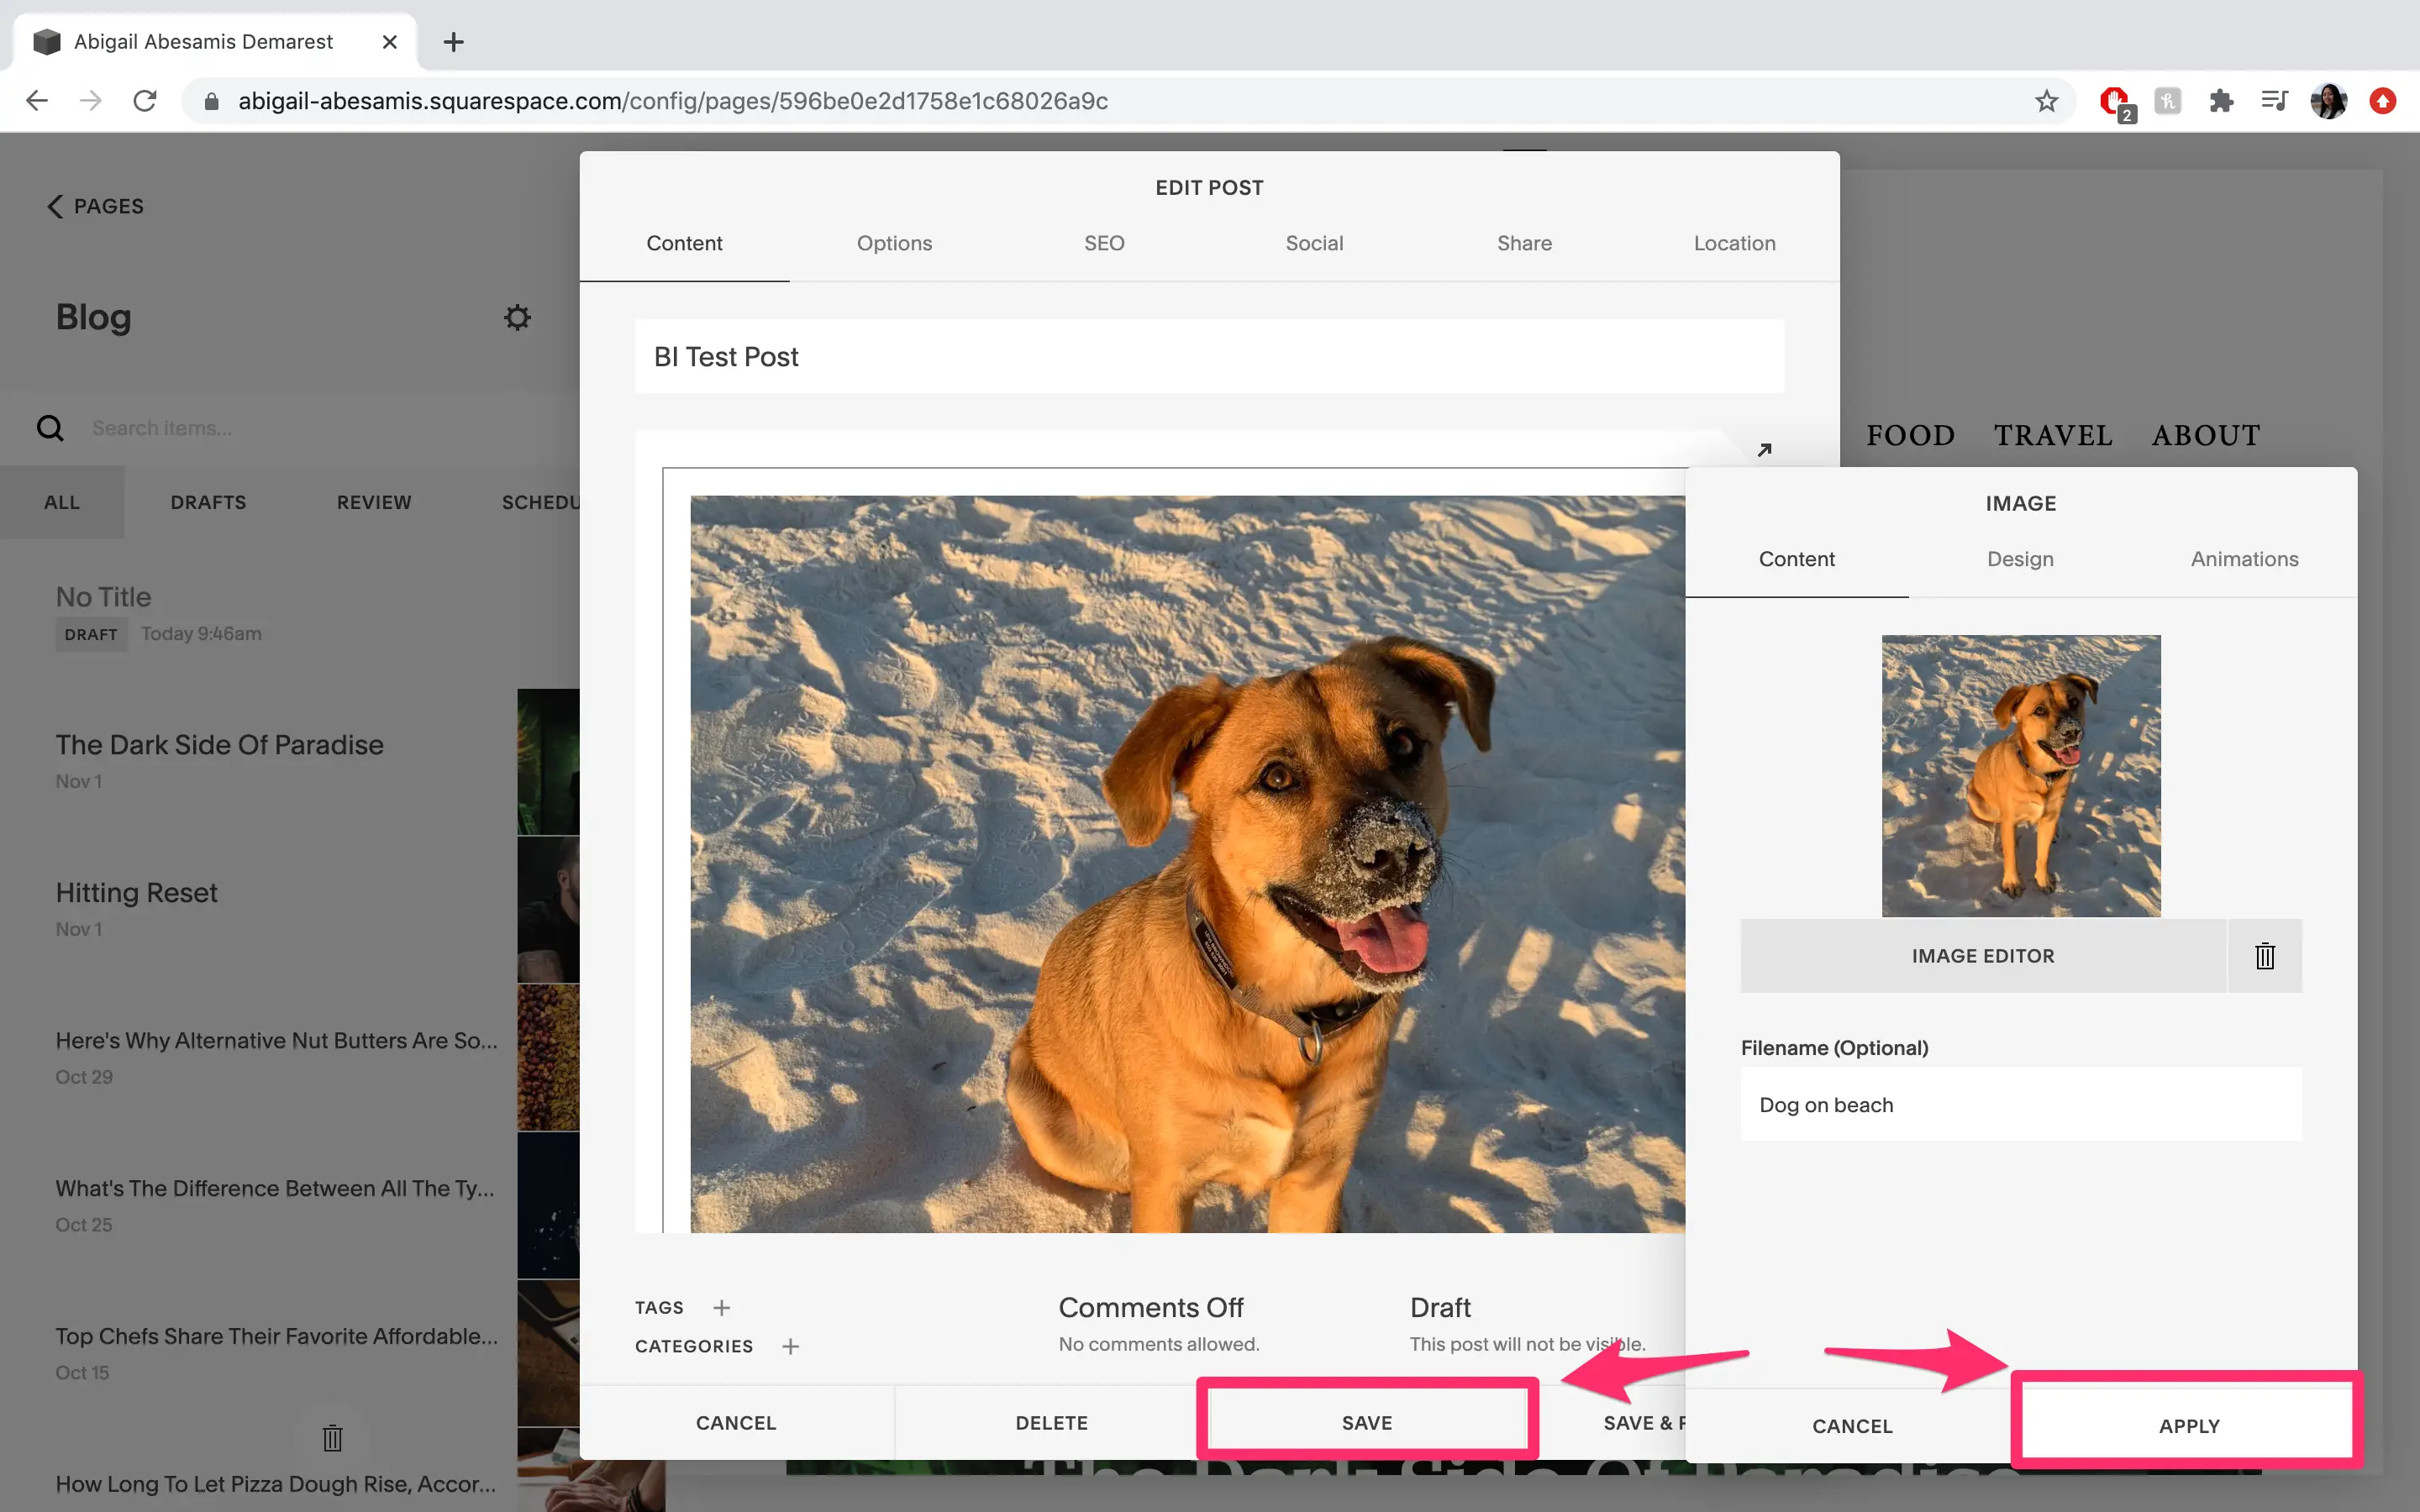 Abigail Abesamis Demarest
abigail-abesamis.squarespace.com/config/pages/596be0e2d1758e1c68026a9c
2
PAGES
Blog
Search items...
ALL DRAFTS REVIEW SCHEDU
No Title
DRAFT Today 9:46am
The Dark Side Of Paradise
Nov 1
Hitting Reset
Nov 1
Here's Why Alternative Nut Butters Are So...
Oct 29
What's The Difference Between All The Ty...
Oct 25
Top Chefs Share Their Favorite Affordable...
Oct 15
How Long To Let Pizza Dough Rise, Accor...
EDIT POST
Content Options SEO Social Share Location
BI Test Post
TAGS
CATEGORIES
Comments Off
No comments allowed.
Draft
This post will not be visible.
CANCEL DELETE SAVE SAVE & P
FOOD TRAVEL ABOUT
IMAGE
Content Design Animations
IMAGE EDITOR
Filename (Optional)
Dog on beach
CANCEL APPLY
The Dark Side Of Paradise